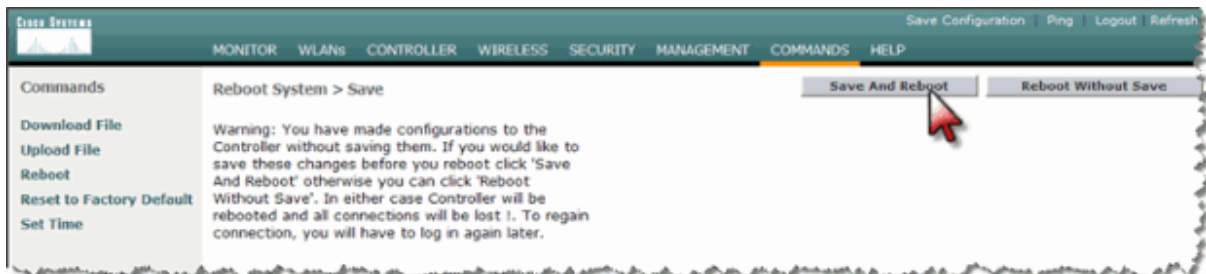 CISCO SYSTEMS
Save Configuration | Ping | Logout | Refresh
MONITOR WLANs CONTROLLER WIRELESS SECURITY MANAGEMENT COMMANDS HELP
Commands
Download File
Upload File
Reboot
Reset to Factory Default
Set Time
Reboot System > Save
Save And Reboot
Reboot Without Save
Warning: You have made configurations to the
Controller without saving them. If you would like to
save these changes before you reboot click 'Save
And Reboot' otherwise you can click 'Reboot
Without Save'. In either case Controller will be
rebooted and all connections will be lost !. To regain
connection, you will have to log in again later.